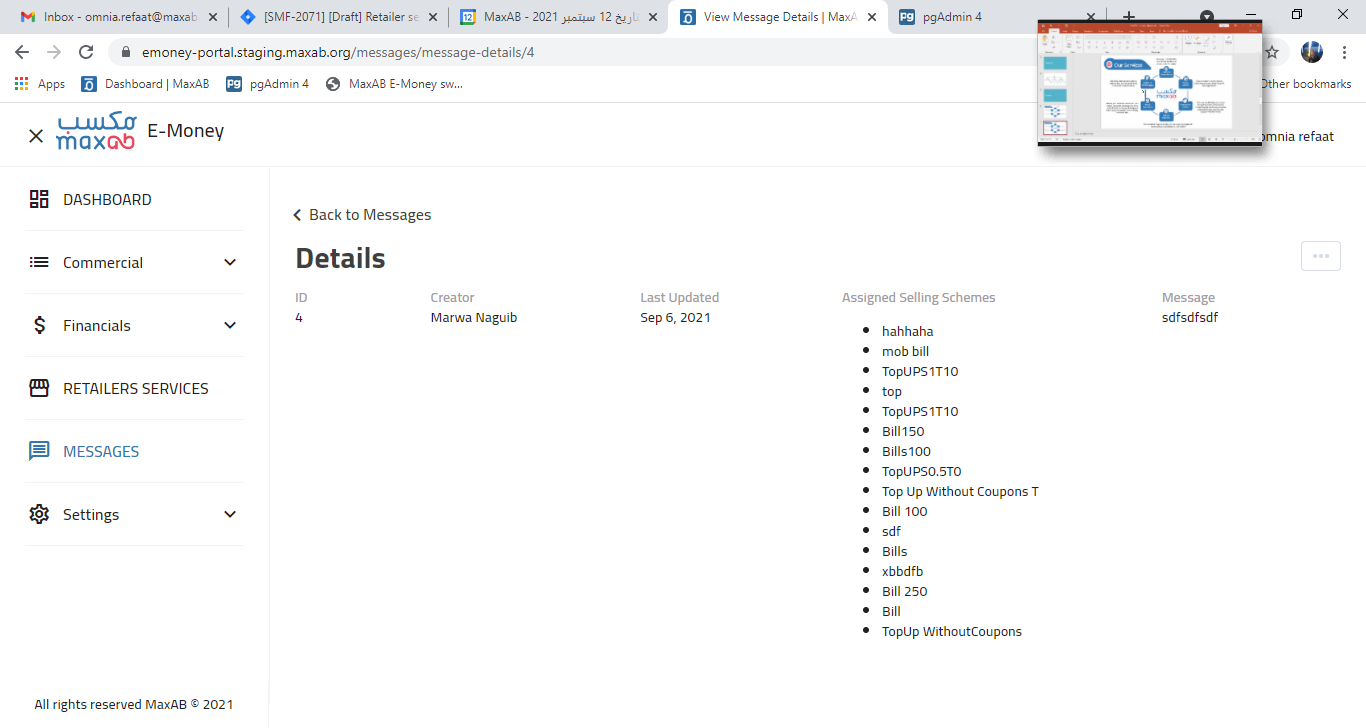 Inbox - omnia.refaat@maxab.
[SMF-2071] [Draft] Retailer se
MaxAB - 2021 تاريخ 12 سبتمبر
View Message Details | MaxA
pgAdmin 4
emoney-portal.staging.maxab.org/messages/message-details/4
Apps
Dashboard | MaxAB
pgAdmin 4
MaxAB E-Money sw...
Other bookmarks
Our Services
مكسب
maxab
E-Money
omnia refaat
DASHBOARD
Commercial
Financials
RETAILERS SERVICES
MESSAGES
Settings
All rights reserved MaxAB © 2021
Back to Messages
Details
ID
4
Creator
Marwa Naguib
Last Updated
Sep 6, 2021
Assigned Selling Schemes
hahhaha
mob bill
TopUPS1T10
top
TopUPS1T10
Bill150
Bills100
TopUPS0.5T0
Top Up Without Coupons T
Bill 100
sdf
Bills
xbbdfb
Bill 250
Bill
TopUp WithoutCoupons
Message
sdfsdfsdf